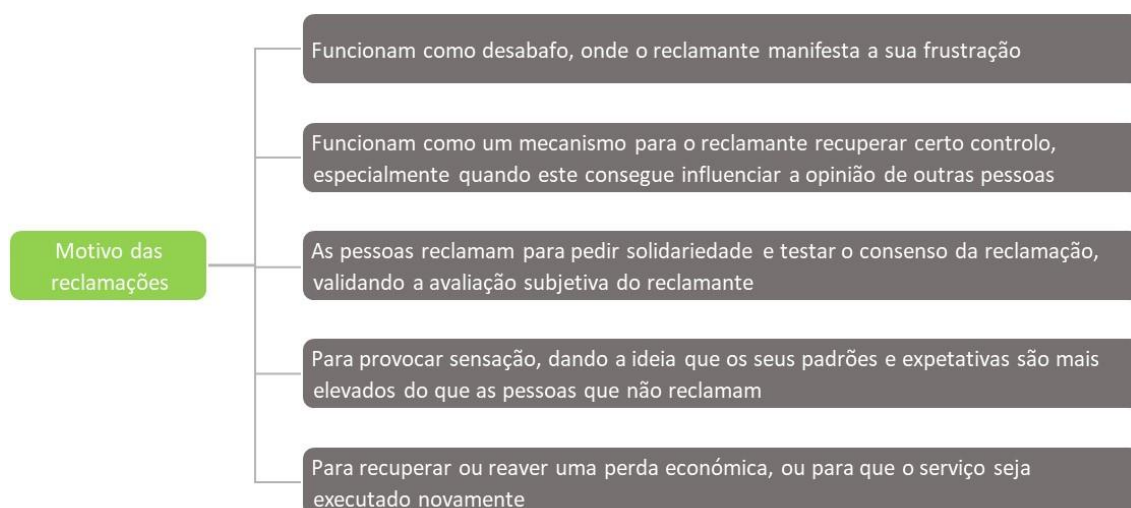 Motivo das
reclamações
Funcionam como desabafo, onde o reclamante manifesta a sua frustração
Funcionam como um mecanismo para o reclamante recuperar certo controlo,
especialmente quando este consegue influenciar a opinião de outras pessoas
As pessoas reclamam para pedir solidariedade e testar o consenso da reclamação,
validando a avaliação subjetiva do reclamante
Para provocar sensação, dando a ideia que os seus padrões e expetativas são mais
elevados do que as pessoas que não reclamam
Para recuperar ou reaver uma perda económica, ou para que o serviço seja
executado novamente